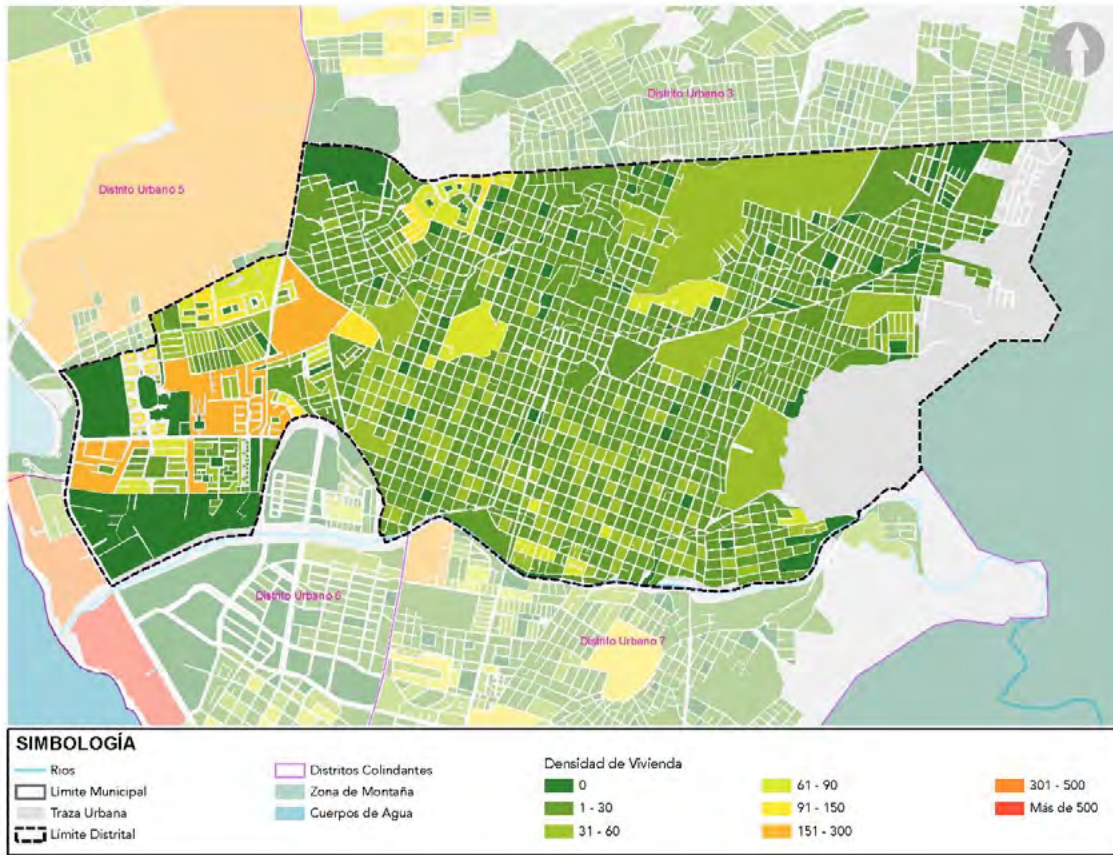 Distrito Urbano 3
Distrito Urbano 5
Distrito Urbano 6
Distrito Urbano 7
SIMBOLOGÍA
Rios
Límite Municipal
Traza Urbana
Límite Distrital
Distritos Colindantes
Zona de Montaña
Cuerpos de Agua
Densidad de Vivienda
0
1 - 30
31 - 60
61 - 90
91 - 150
151 - 300
301 - 500
Más de 500